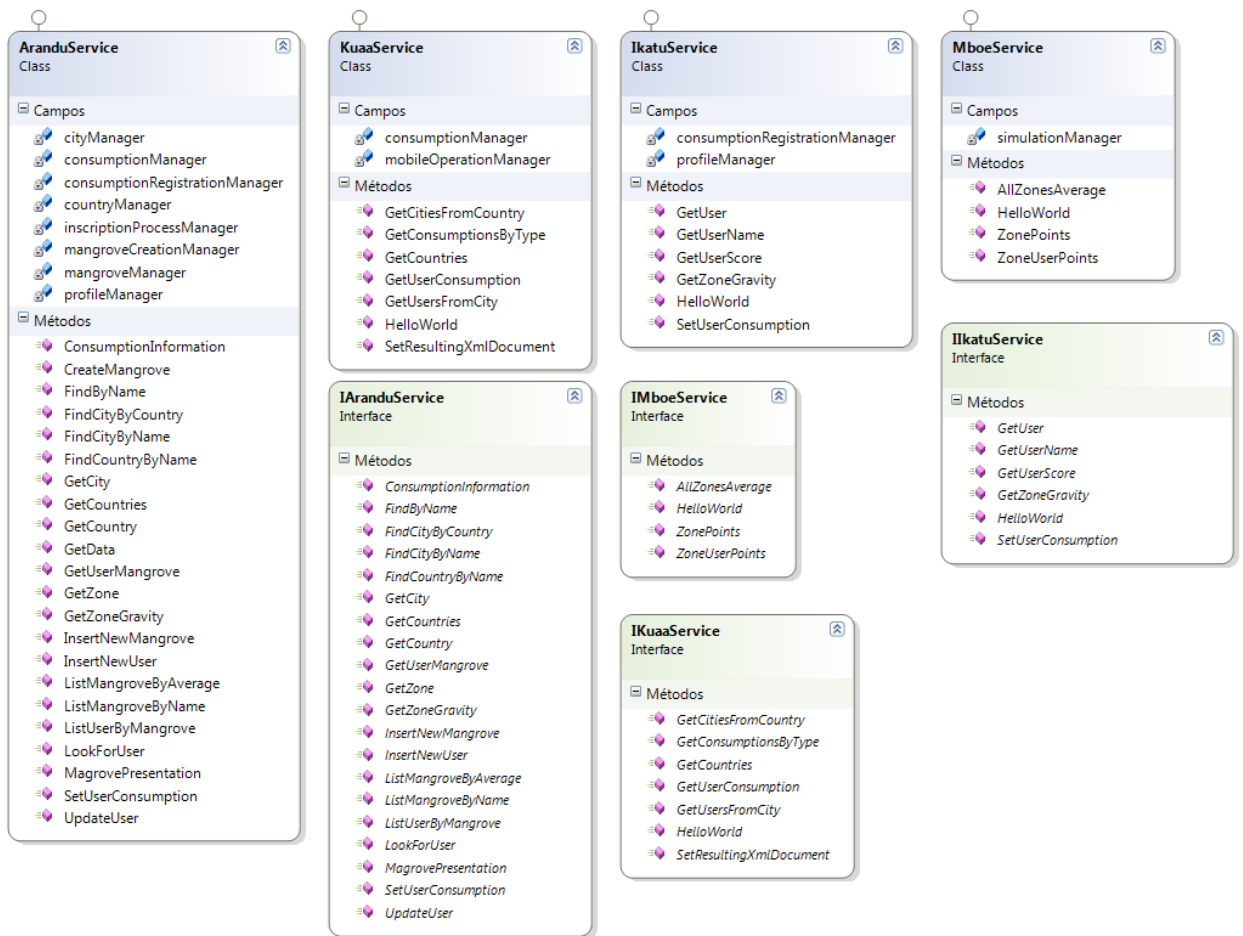 AranduService
Class
Campos
cityManager
consumptionManager
consumptionRegistrationManager
countryManager
inscriptionProcessManager
mangroveCreationManager
mangroveManager
profileManager
Métodos
ConsumptionInformation
CreateMangrove
FindByName
FindCityByCountry
FindCityByName
FindCountryByName
GetCity
GetCountries
GetCountry
GetData
GetUserMangrove
GetZone
GetZoneGravity
InsertNewMangrove
InsertNewUser
ListMangroveByAverage
ListMangroveByName
ListUserByMangrove
LookForUser
MagrovePresentation
SetUserConsumption
UpdateUser
KuaaService
Class
Campos
consumptionManager
mobileOperationManager
Métodos
GetCitiesFromCountry
GetConsumptionsByType
GetCountries
GetUserConsumption
GetUsersFromCity
HelloWorld
SetResultingXmlDocument
IAranduService
Interface
Métodos
ConsumptionInformation
FindByName
FindCityByCountry
FindCityByName
FindCountryByName
GetCity
GetCountries
GetCountry
GetUserMangrove
GetZone
GetZoneGravity
InsertNewMangrove
InsertNewUser
ListMangroveByAverage
ListMangroveByName
ListUserByMangrove
LookForUser
MagrovePresentation
SetUserConsumption
UpdateUser
IkatuService
Class
Campos
consumptionRegistrationManager
profileManager
Métodos
GetUser
GetUserName
GetUserScore
GetZoneGravity
HelloWorld
SetUserConsumption
IMboeService
Interface
Métodos
AllZonesAverage
HelloWorld
ZonePoints
ZoneUserPoints
IKuaaService
Interface
Métodos
GetCitiesFromCountry
GetConsumptionsByType
GetCountries
GetUserConsumption
GetUsersFromCity
HelloWorld
SetResultingXmlDocument
MboeService
Class
Campos
simulationManager
Métodos
AllZonesAverage
HelloWorld
ZonePoints
ZoneUserPoints
IIkatuService
Interface
Métodos
GetUser
GetUserName
GetUserScore
GetZoneGravity
HelloWorld
SetUserConsumption